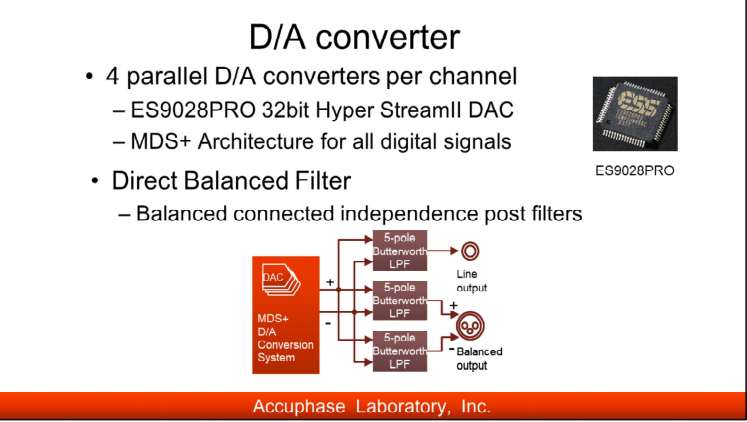 D/A converter
• 4 parallel D/A converters per channel
– ES9028PRO 32bit Hyper StreamII DAC
– MDS+ Architecture for all digital signals
ESS
ES9028PRO
• Direct Balanced Filter
– Balanced connected independence post filters
DAC
MDS+
D/A
Conversion
System
+
-
5-pole
Butterworth
LPF
5-pole
Butterworth
LPF
5-pole
Butterworth
LPF
Line
output
+
-
Balanced
output
Accuphase Laboratory, Inc.